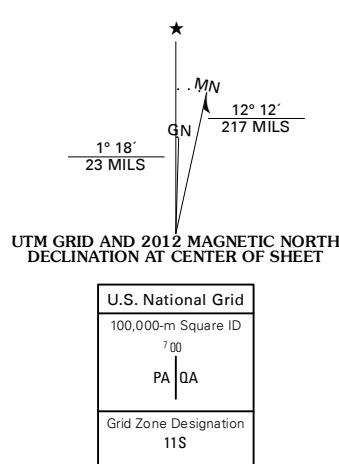 ★
MN
12° 12´
217 MILS
GN
1° 18´
23 MILS
UTM GRID AND 2012 MAGNETIC NORTH
DECLINATION AT CENTER OF SHEET
U.S. National Grid
100,000-m Square ID
7 00
PA QA
Grid Zone Designation
11S